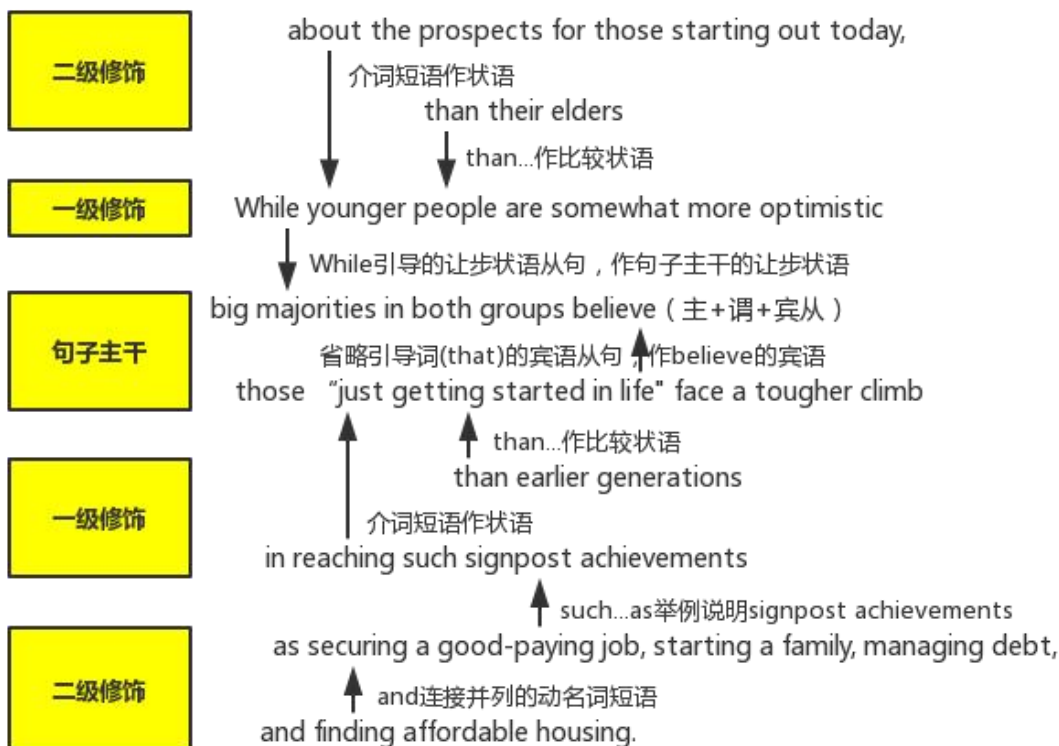 about the prospects for those starting out today,
二级修饰
介词短语作状语
than their elders
than...作比较状语
一级修饰
While younger people are somewhat more optimistic
While引导的让步状语从句，作句子主干的让步状语
big majorities in both groups believe（主+谓+宾从）
句子主干
省略引导词(that)的宾语从句，作believe的宾语
those “just getting started in life" face a tougher climb
than...作比较状语
than earlier generations
一级修饰
介词短语作状语
in reaching such signpost achievements
such...as举例说明signpost achievements
as securing a good-paying job, starting a family, managing debt,
二级修饰
and连接并列的动名词短语
and finding affordable housing.